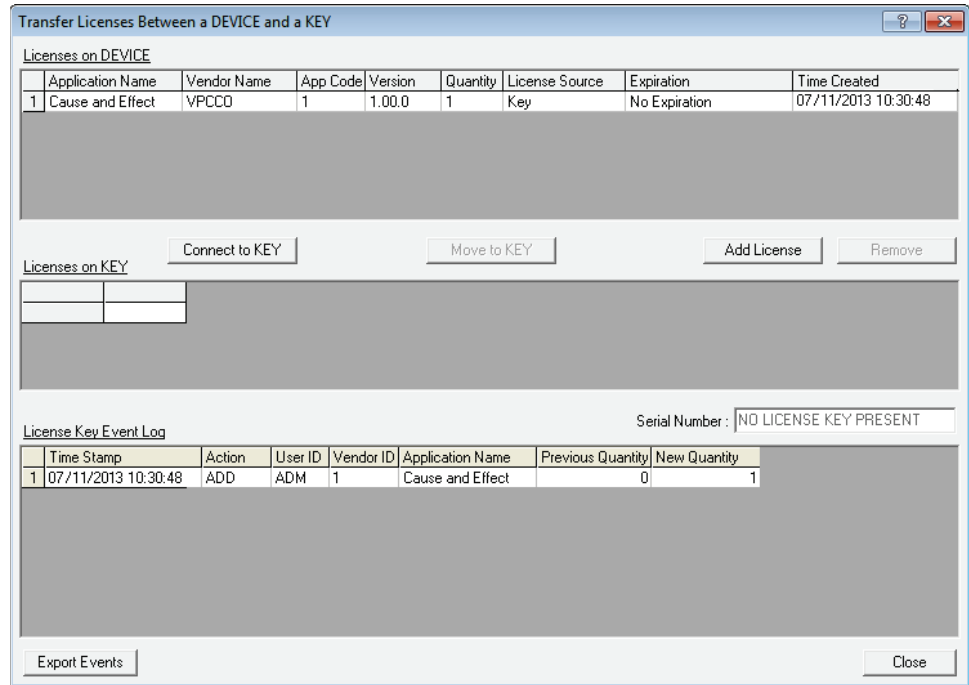 Transfer Licenses Between a DEVICE and a KEY
Licenses on DEVICE
Application Name Vendor Name App Code Version Quantity License Source Expiration Time Created
1 Cause and Effect VPCCO 1 1.00.0 1 Key No Expiration 07/11/2013 10:30:48
Connect to KEY Move to KEY Add License Remove
Licenses on KEY
Serial Number : NO LICENSE KEY PRESENT
License Key Event Log
Time Stamp Action User ID Vendor ID Application Name Previous Quantity New Quantity
1 07/11/2013 10:30:48 ADD ADM 1 Cause and Effect 0 1
Export Events Close